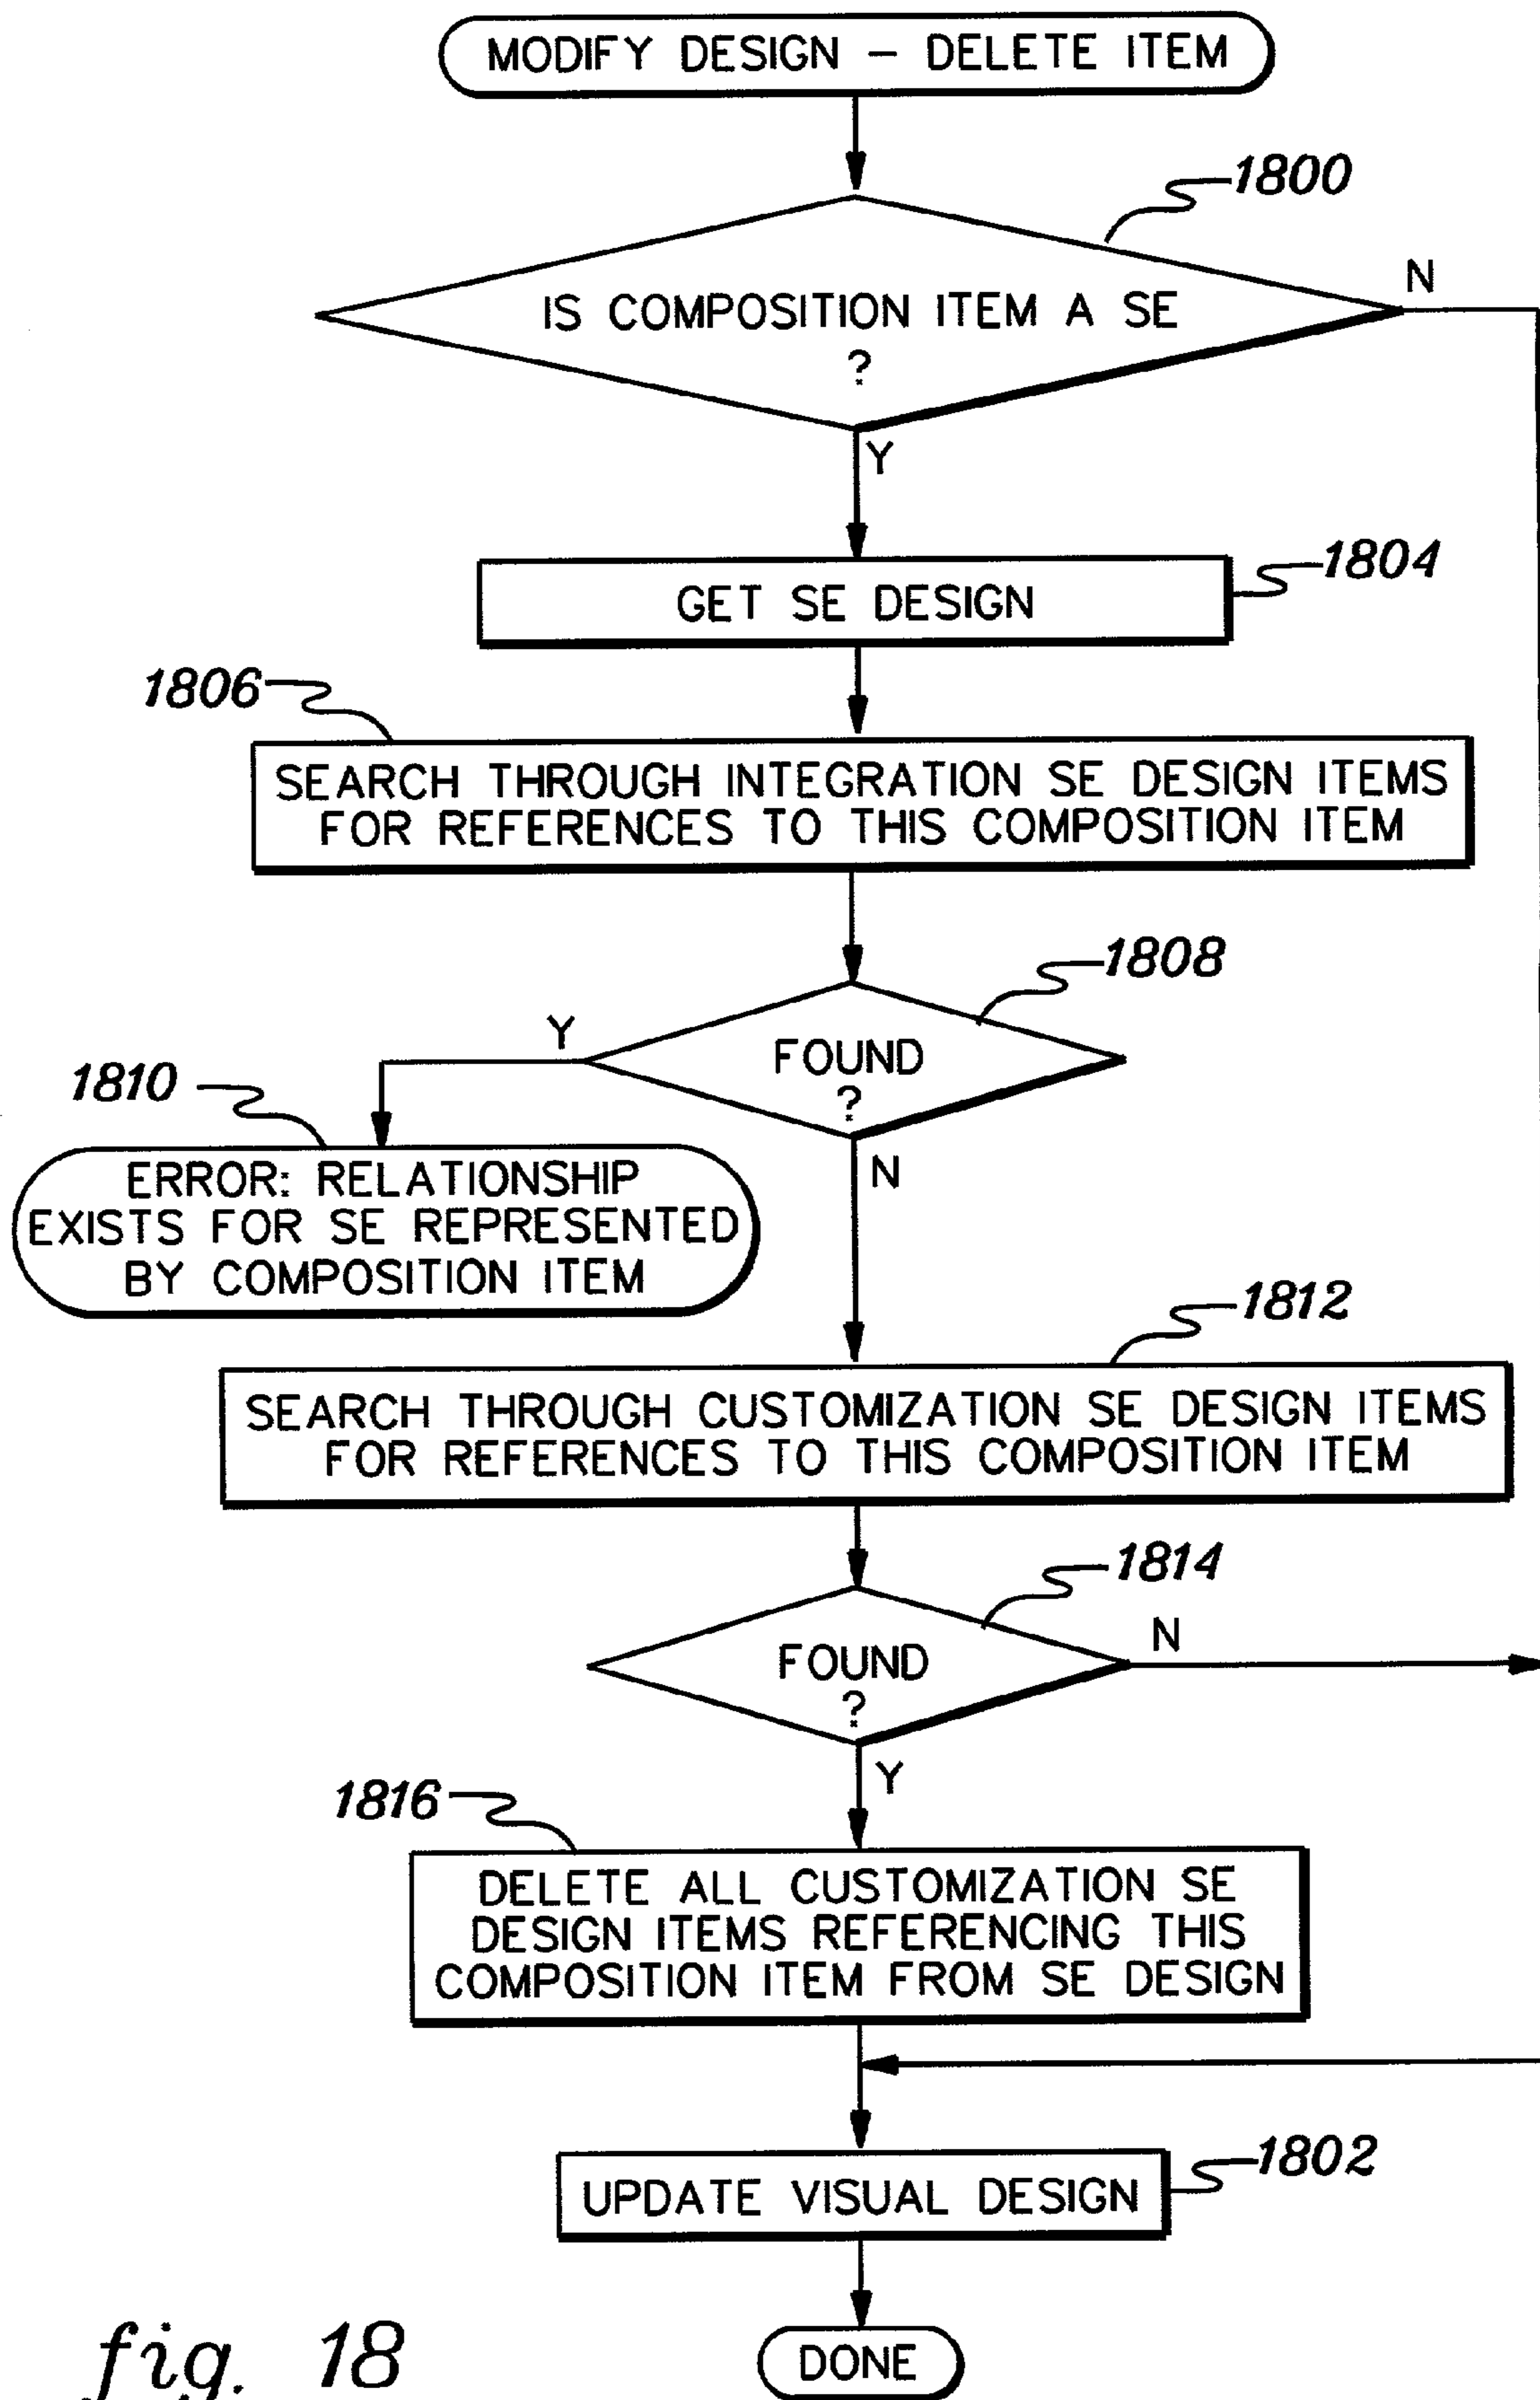 MODIFY DESIGN – DELETE ITEM
1800
IS COMPOSITION ITEM A SE
?
N
Y
GET SE DESIGN
1804
1806
SEARCH THROUGH INTEGRATION SE DESIGN ITEMS
FOR REFERENCES TO THIS COMPOSITION ITEM
1808
FOUND
?
Y
1810
ERROR: RELATIONSHIP
EXISTS FOR SE REPRESENTED
BY COMPOSITION ITEM
N
1812
SEARCH THROUGH CUSTOMIZATION SE DESIGN ITEMS
FOR REFERENCES TO THIS COMPOSITION ITEM
1814
FOUND
?
N
Y
1816
DELETE ALL CUSTOMIZATION SE
DESIGN ITEMS REFERENCING THIS
COMPOSITION ITEM FROM SE DESIGN
1802
UPDATE VISUAL DESIGN
DONE
fig. 18